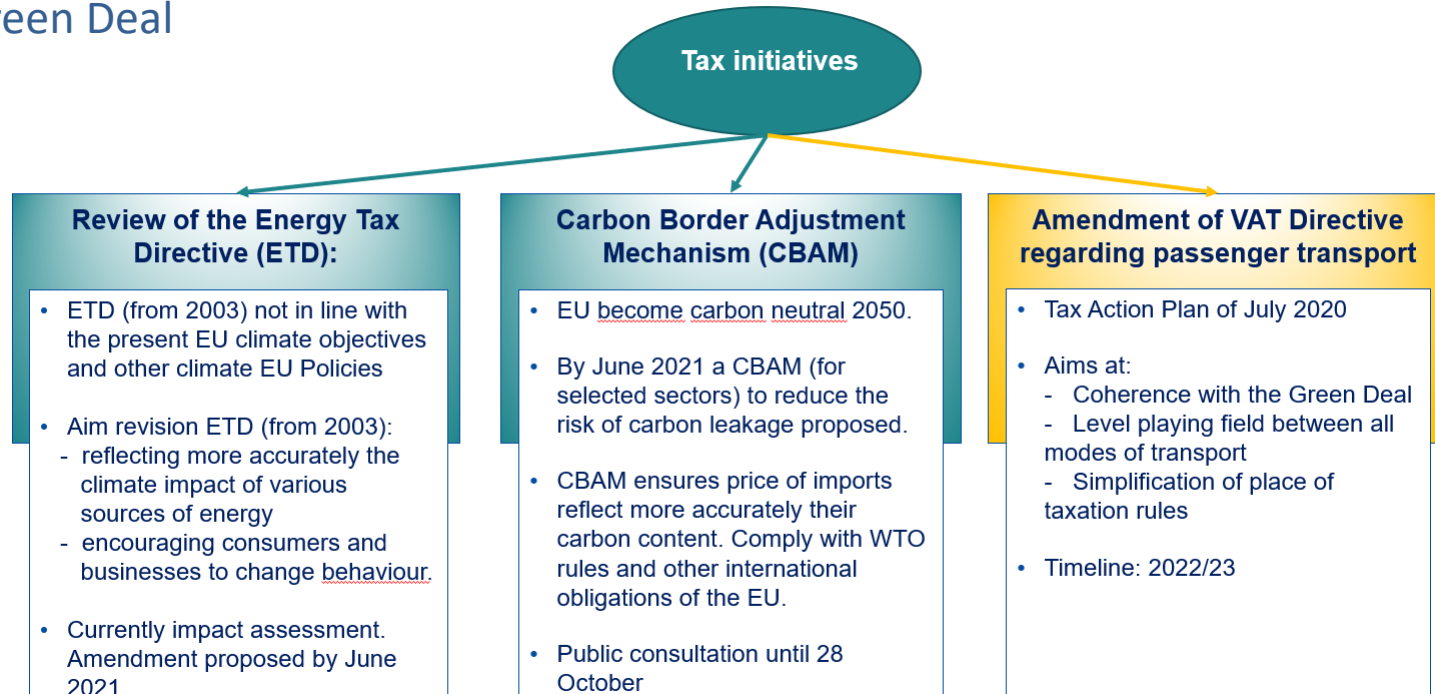 reen Deal
Tax initiatives
Review of the Energy Tax
Directive (ETD):
• ETD (from 2003) not in line with
the present EU climate objectives
and other climate EU Policies
• Aim revision ETD (from 2003):
- reflecting more accurately the
climate impact of various
sources of energy
- encouraging consumers and
businesses to change behaviour.
• Currently impact assessment.
Amendment proposed by June
2021
Carbon Border Adjustment
Mechanism (CBAM)
• EU become carbon neutral 2050.
• By June 2021 a CBAM (for
selected sectors) to reduce the
risk of carbon leakage proposed.
• CBAM ensures price of imports
reflect more accurately their
carbon content. Comply with WTO
rules and other international
obligations of the EU.
• Public consultation until 28
October
Amendment of VAT Directive
regarding passenger transport
• Tax Action Plan of July 2020
• Aims at:
- Coherence with the Green Deal
- Level playing field between all
modes of transport
- Simplification of place of
taxation rules
• Timeline: 2022/23